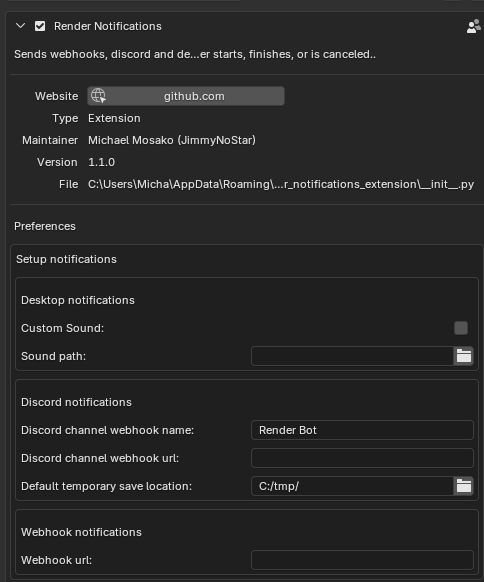 Render Notifications
Sends webhooks, discord and de...er starts, finishes, or is canceled..
Website github.com
Type Extension
Maintainer Michael Mosako (JimmyNoStar)
Version 1.1.0
File C:\Users\Micha\AppData\Roaming\...r_notifications_extension\__init__.py
Preferences
Setup notifications
Desktop notifications
Custom Sound:
Sound path:
Discord notifications
Discord channel webhook name: Render Bot
Discord channel webhook url:
Default temporary save location: C:/tmp/
Webhook notifications
Webhook url: